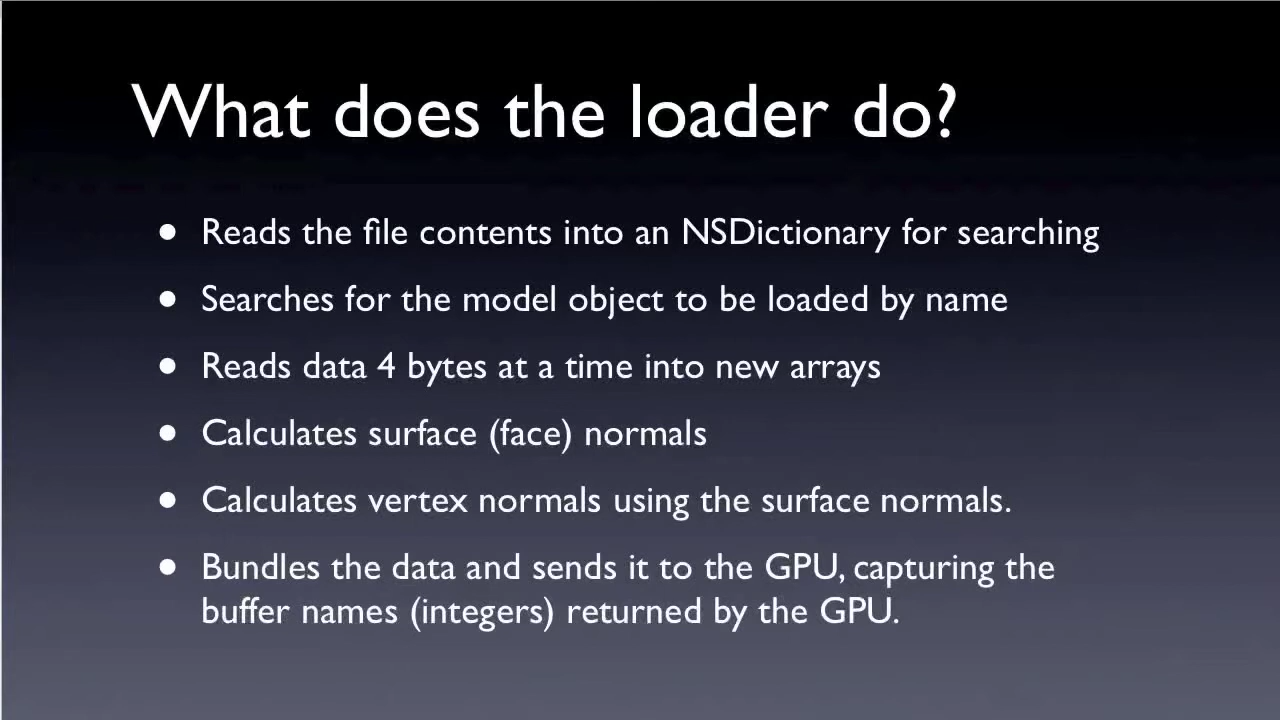 What does the loader do?
• Reads the file contents into an NSDictionary for searching
• Searches for the model object to be loaded by name
• Reads data 4 bytes at a time into new arrays
• Calculates surface (face) normals
• Calculates vertex normals using the surface normals.
• Bundles the data and sends it to the GPU, capturing the
buffer names (integers) returned by the GPU.